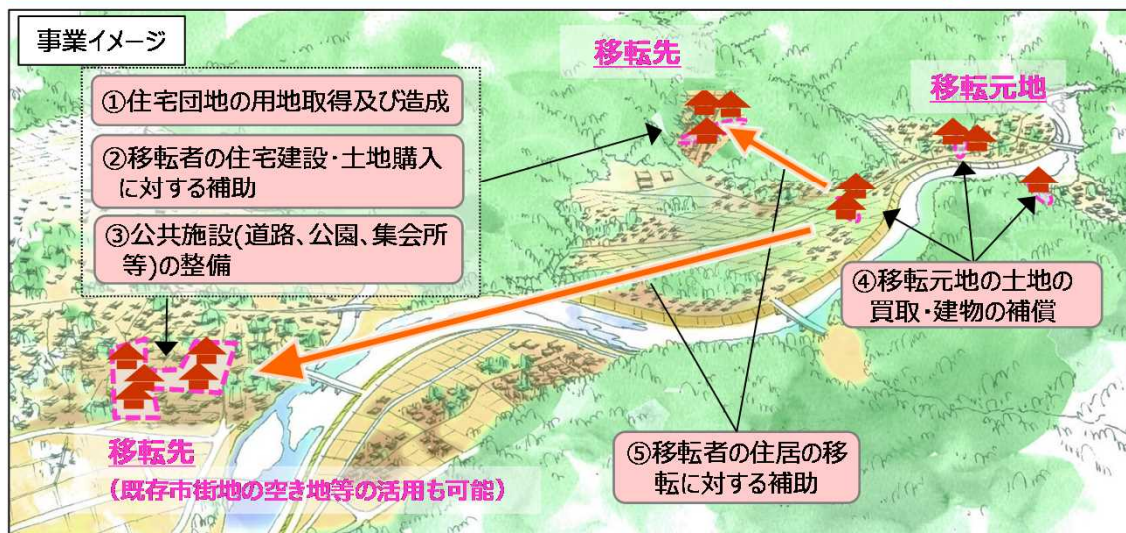 事業イメージ
移転先
移転元地
①住宅団地の用地取得及び造成
②移転者の住宅建設・土地購入
に対する補助
③公共施設(道路、公園、集会所
等)の整備
④移転元地の土地の
買取・建物の補償
⑤移転者の住居の移
転に対する補助
移転先
（既存市街地の空き地等の活用も可能）